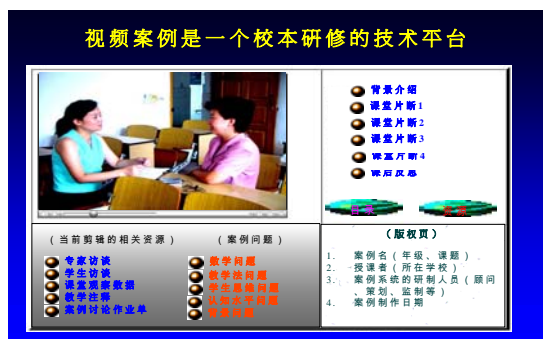 视频案例是一个校本研修的技术平台
背景介绍
课堂片断1
课堂片断2
课堂片断3
课堂片断4
课后反思
(当前剪辑的相关资源)
(案例问题)
专家访谈
学生访谈
课堂观察数据
教学注释
案例讨论作业单
数学问题
教学法问题
学生思维问题
认知水平问题
背景问题
(版权页)
1. 案例名(年级、课题)
2. 授课者(所在学校)
3. 案例系统的研制人员(顾问
、策划、监制等)
4. 案例制作日期